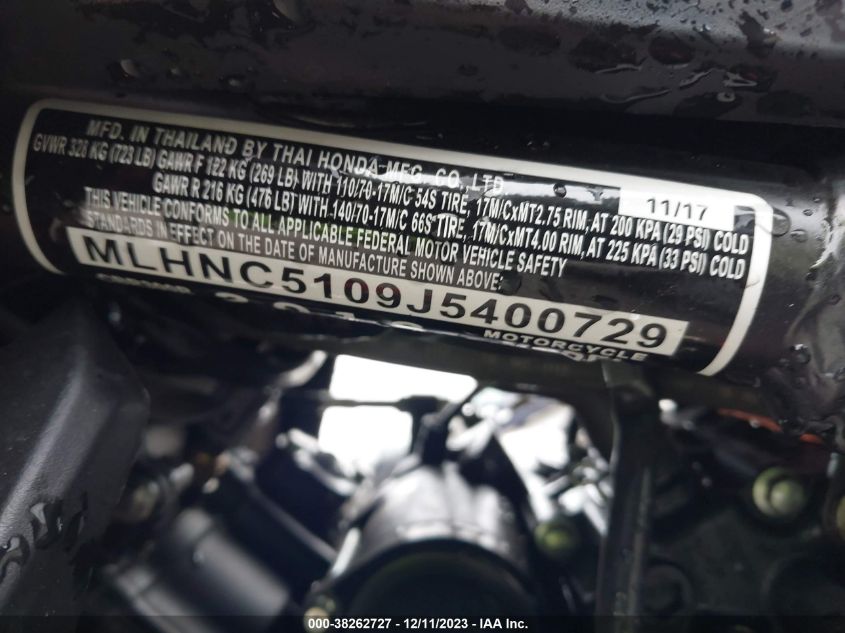 MFD. IN THAILAND BY THAI HONDA MFG. CO., LTD. 11/17
GVWR 328 KG (723 LB) GAWR F 122 KG (269 LB) WITH 110/70-17M/C 54S TIRE, 17M/CxMT2.75 RIM, AT 200 KPA (29 PSI) COLD
GAWR R 216 KG (476 LB) WITH 140/70-17M/C 66S TIRE, 17M/CxMT4.00 RIM, AT 225 KPA (33 PSI) COLD
THIS VEHICLE CONFORMS TO ALL APPLICABLE FEDERAL MOTOR VEHICLE SAFETY
STANDARDS IN EFFECT ON THE DATE OF MANUFACTURE SHOWN ABOVE:
MLHNC5109J5400729
MOTORCYCLE
000-38262727 - 12/11/2023 - IAA Inc.